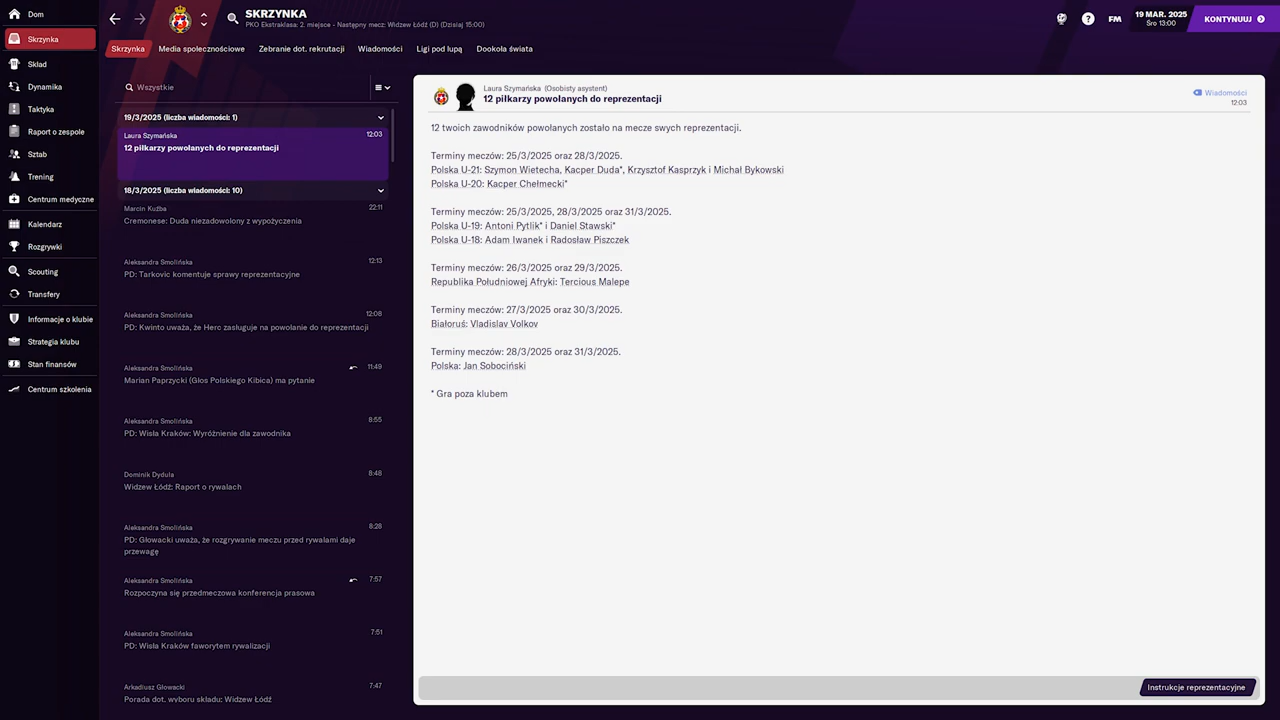 Dom
Skrzynka
Skład
Dynamika
Taktyka
Raport o zespole
Sztab
Trening
Centrum medyczne
Kalendarz
Rozgrywki
Scouting
Transfery
Informacje o klubie
Strategia klubu
Stan finansów
Centrum szkolenia
SKRZYNKA
PKO Ekstraklasa; 2. miejsce - Następny mecz: Widzew Łódź (D) (Dzisiaj 15:00)
?
FM
19 MAR. 2025
Śro 13:00
KONTYNUUJ
Skrzynka
Media społecznościowe
Zebranie dot. rekrutacji
Wiadomości
Ligi pod lupą
Dookoła świata
Wszystkie
19/3/2025 (liczba wiadomości: 1)
Laura Szymańska 12:03
12 piłkarzy powołanych do reprezentacji
18/3/2025 (liczba wiadomości: 10)
Marcin Kuźba 22:11
Cremonese: Duda niezadowolony z wypożyczenia
Aleksandra Smolińska 12:13
PD: Tarkovic komentuje sprawy reprezentacyjne
Aleksandra Smolińska 12:08
PD: Kwinto uważa, że Herc zasługuje na powołanie do reprezentacji
Aleksandra Smolińska 11:49
Marian Paprzycki (Głos Polskiego Kibica) ma pytanie
Aleksandra Smolińska 8:55
PD: Wisła Kraków: Wyróżnienie dla zawodnika
Dominik Dyduła 8:48
Widzew Łódź: Raport o rywalach
Aleksandra Smolińska 8:28
PD: Głowacki uważa, że rozgrywanie meczu przed rywalami daje
przewagę
Aleksandra Smolińska 7:57
Rozpoczyna się przedmeczowa konferencja prasowa
Aleksandra Smolińska 7:51
PD: Wisła Kraków faworytem rywalizacji
Arkadiusz Głowacki 7:47
Porada dot. wyboru składu: Widzew Łódź
Laura Szymańska (Osobisty asystent)
12 piłkarzy powołanych do reprezentacji
Wiadomości
12:03
12 twoich zawodników powołanych zostało na mecze swych reprezentacji.
Terminy meczów: 25/3/2025 oraz 28/3/2025.
Polska U-21: Szymon Wietecha, Kacper Duda*, Krzysztof Kasprzyk i Michał Bykowski
Polska U-20: Kacper Chełmecki*
Terminy meczów: 25/3/2025, 28/3/2025 oraz 31/3/2025.
Polska U-19: Antoni Pytlik* i Daniel Stawski*
Polska U-18: Adam Iwanek i Radosław Piszczek
Terminy meczów: 26/3/2025 oraz 29/3/2025.
Republika Południowej Afryki: Tercious Malepe
Terminy meczów: 27/3/2025 oraz 30/3/2025.
Białoruś: Vladislav Volkov
Terminy meczów: 28/3/2025 oraz 31/3/2025.
Polska: Jan Sobociński
* Gra poza klubem
Instrukcje reprezentacyjne